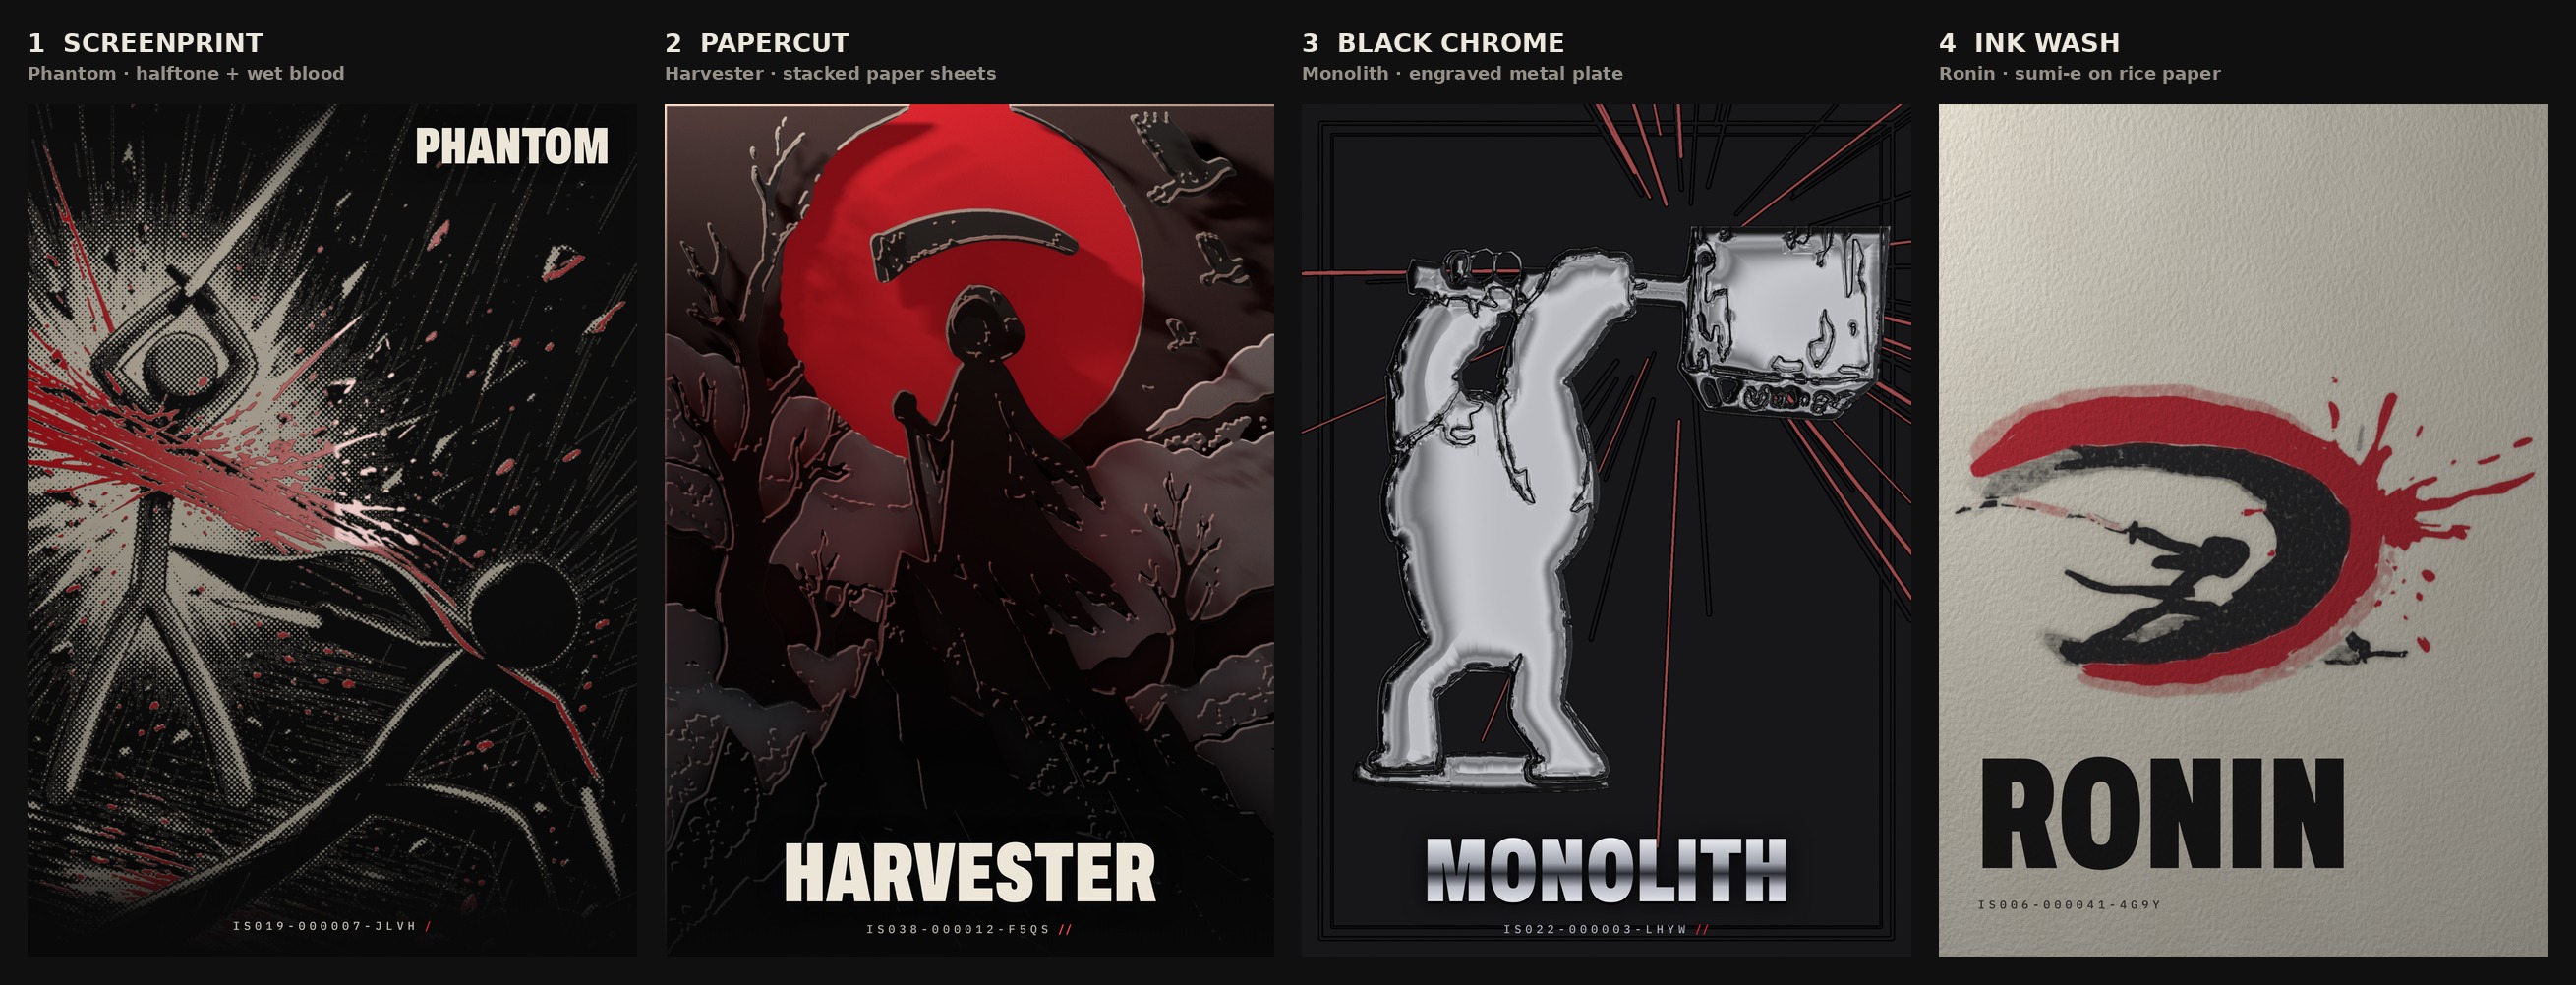 1 SCREENPRINT
Phantom · halftone + wet blood
PHANTOM
IS019-000007-JLVH /
2 PAPERCUT
Harvester · stacked paper sheets
HARVESTER
IS038-000012-F5QS //
3 BLACK CHROME
Monolith · engraved metal plate
MONOLITH
IS022-000003-LHYW //
4 INK WASH
Ronin · sumi-e on rice paper
RONIN
IS006-000041-4G9Y